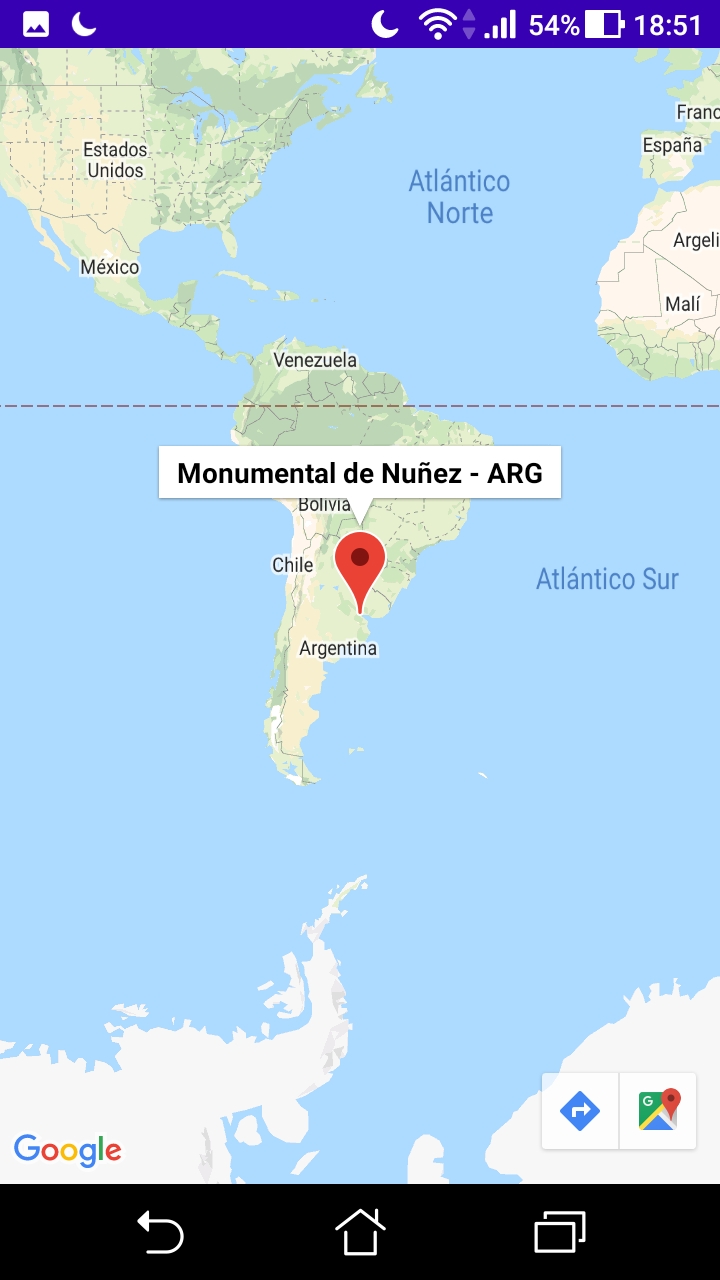 54% 18:51
Franc
Estados
Unidos
España
Atlántico
Norte
Argeli
México
Malí
Venezuela
Monumental de Nuñez - ARG
Bolivia
Chile
Atlántico Sur
Argentina
G
Google